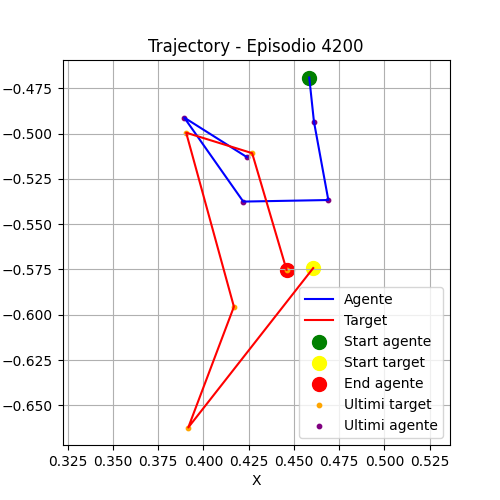 Trajectory - Episodio 4200
−0.475
−0.500
−0.525
−0.550
−0.575
−0.600
−0.625
−0.650
Agente
Target
Start agente
Start target
End agente
Ultimi target
Ultimi agente
0.325 0.350 0.375 0.400 0.425 0.450 0.475 0.500 0.525
X